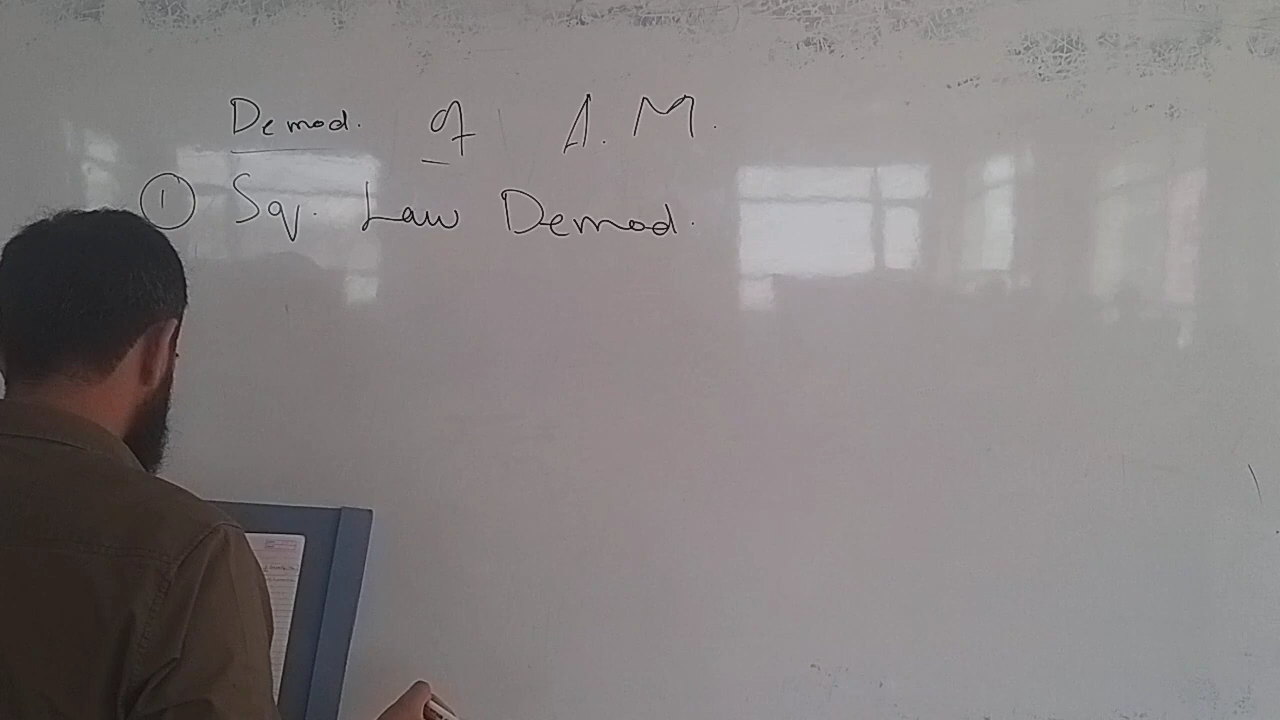 Demod. of A.M.
① Sq. Law Demod.